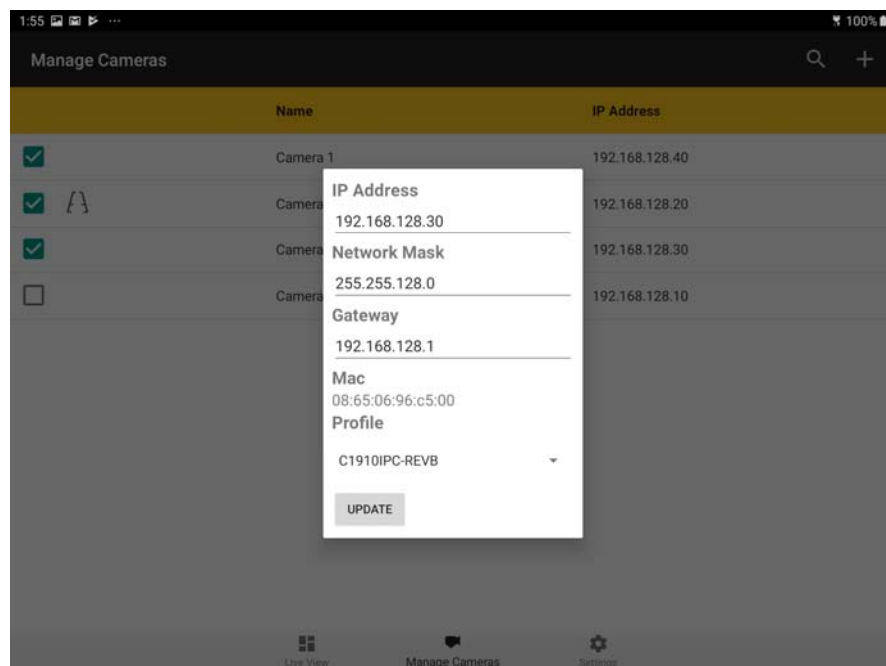 1:55 ... 100%
Manage Cameras
Name IP Address
Camera 1 192.168.128.40
Camera 192.168.128.20
Camera 192.168.128.30
Camera 192.168.128.10
IP Address
192.168.128.30
Network Mask
255.255.128.0
Gateway
192.168.128.1
Mac
08:65:06:96:c5:00
Profile
C1910IPC-REVB
UPDATE
Live View Manage Cameras Settings